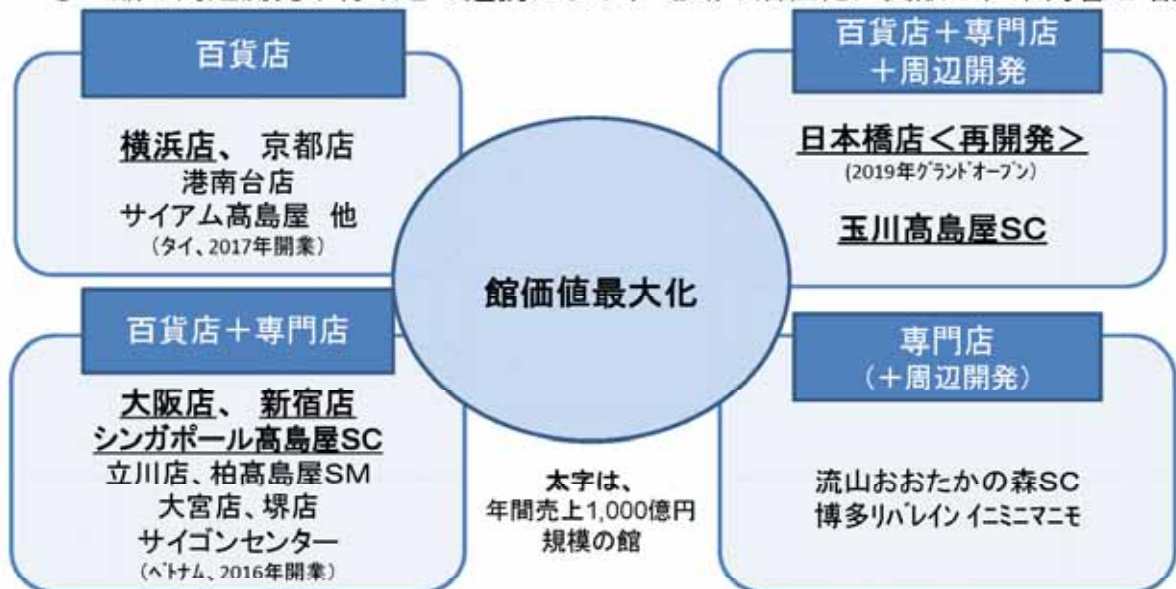 百貨店
横浜店、 京都店
港南台店
サイアム髙島屋 他
(タイ、2017年開業)
百貨店＋専門店
＋周辺開発
日本橋店＜再開発＞
(2019年グランドオープン)
玉川髙島屋SC
館価値最大化
百貨店＋専門店
大阪店、 新宿店
シンガポール髙島屋SC
立川店、柏髙島屋SM
大宮店、堺店
サイゴンセンター
(ベトナム、2016年開業)
太字は、
年間売上1,000億円
規模の館
専門店
(＋周辺開発)
流山おおたかの森SC
博多リバレイン イニミニマニモ